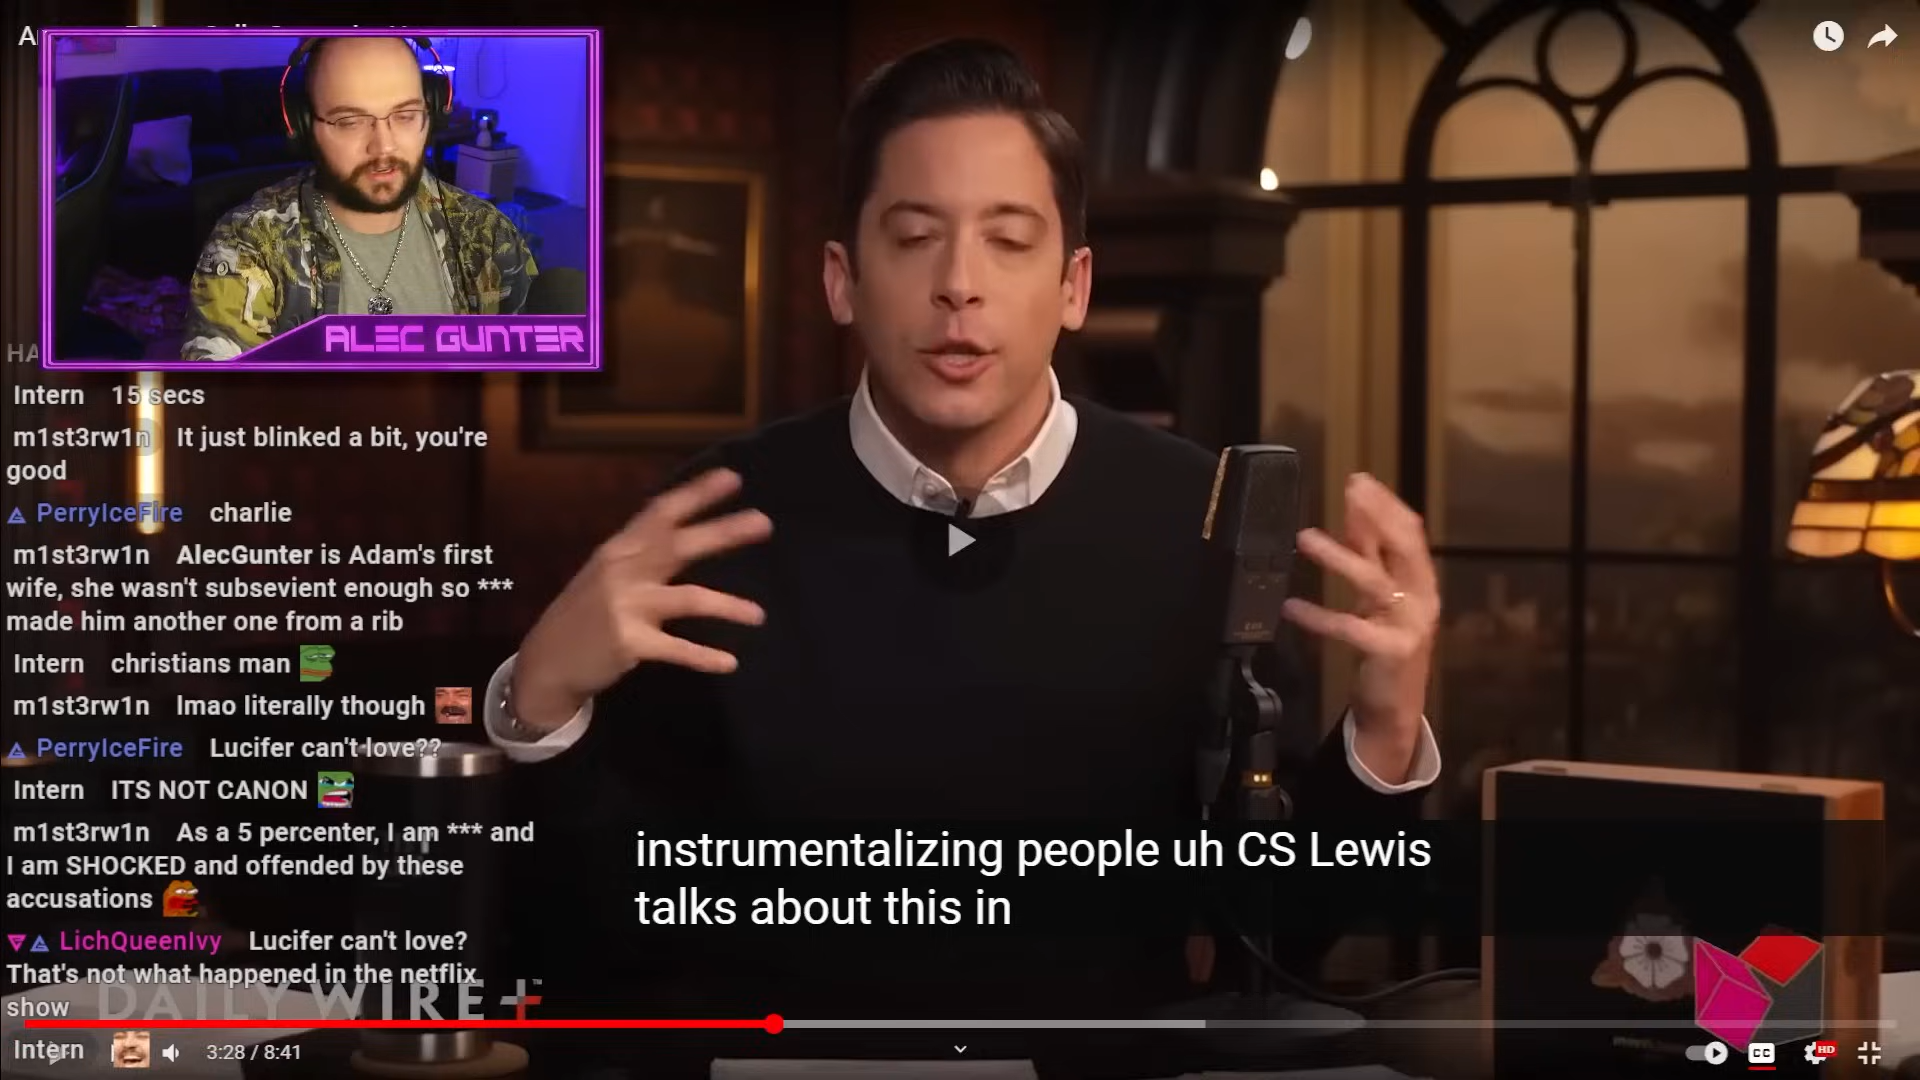 ALEC GUNTER
Intern 15 secs
m1st3rw1n It just blinked a bit, you're
good
PerryIceFire charlie
m1st3rw1n AlecGunter is Adam's first
wife, she wasn't subsevient enough so ***
made him another one from a rib
Intern christians man
m1st3rw1n lmao literally though
PerryIceFire Lucifer can't love??
Intern ITS NOT CANON
m1st3rw1n As a 5 percenter, I am *** and
I am SHOCKED and offended by these
accusations
LichQueenIvy Lucifer can't love?
That's not what happened in the netflix
show
Intern
instrumentalizing people uh CS Lewis
talks about this in
DAILY WIRE+
3:28 / 8:41
CC
HD